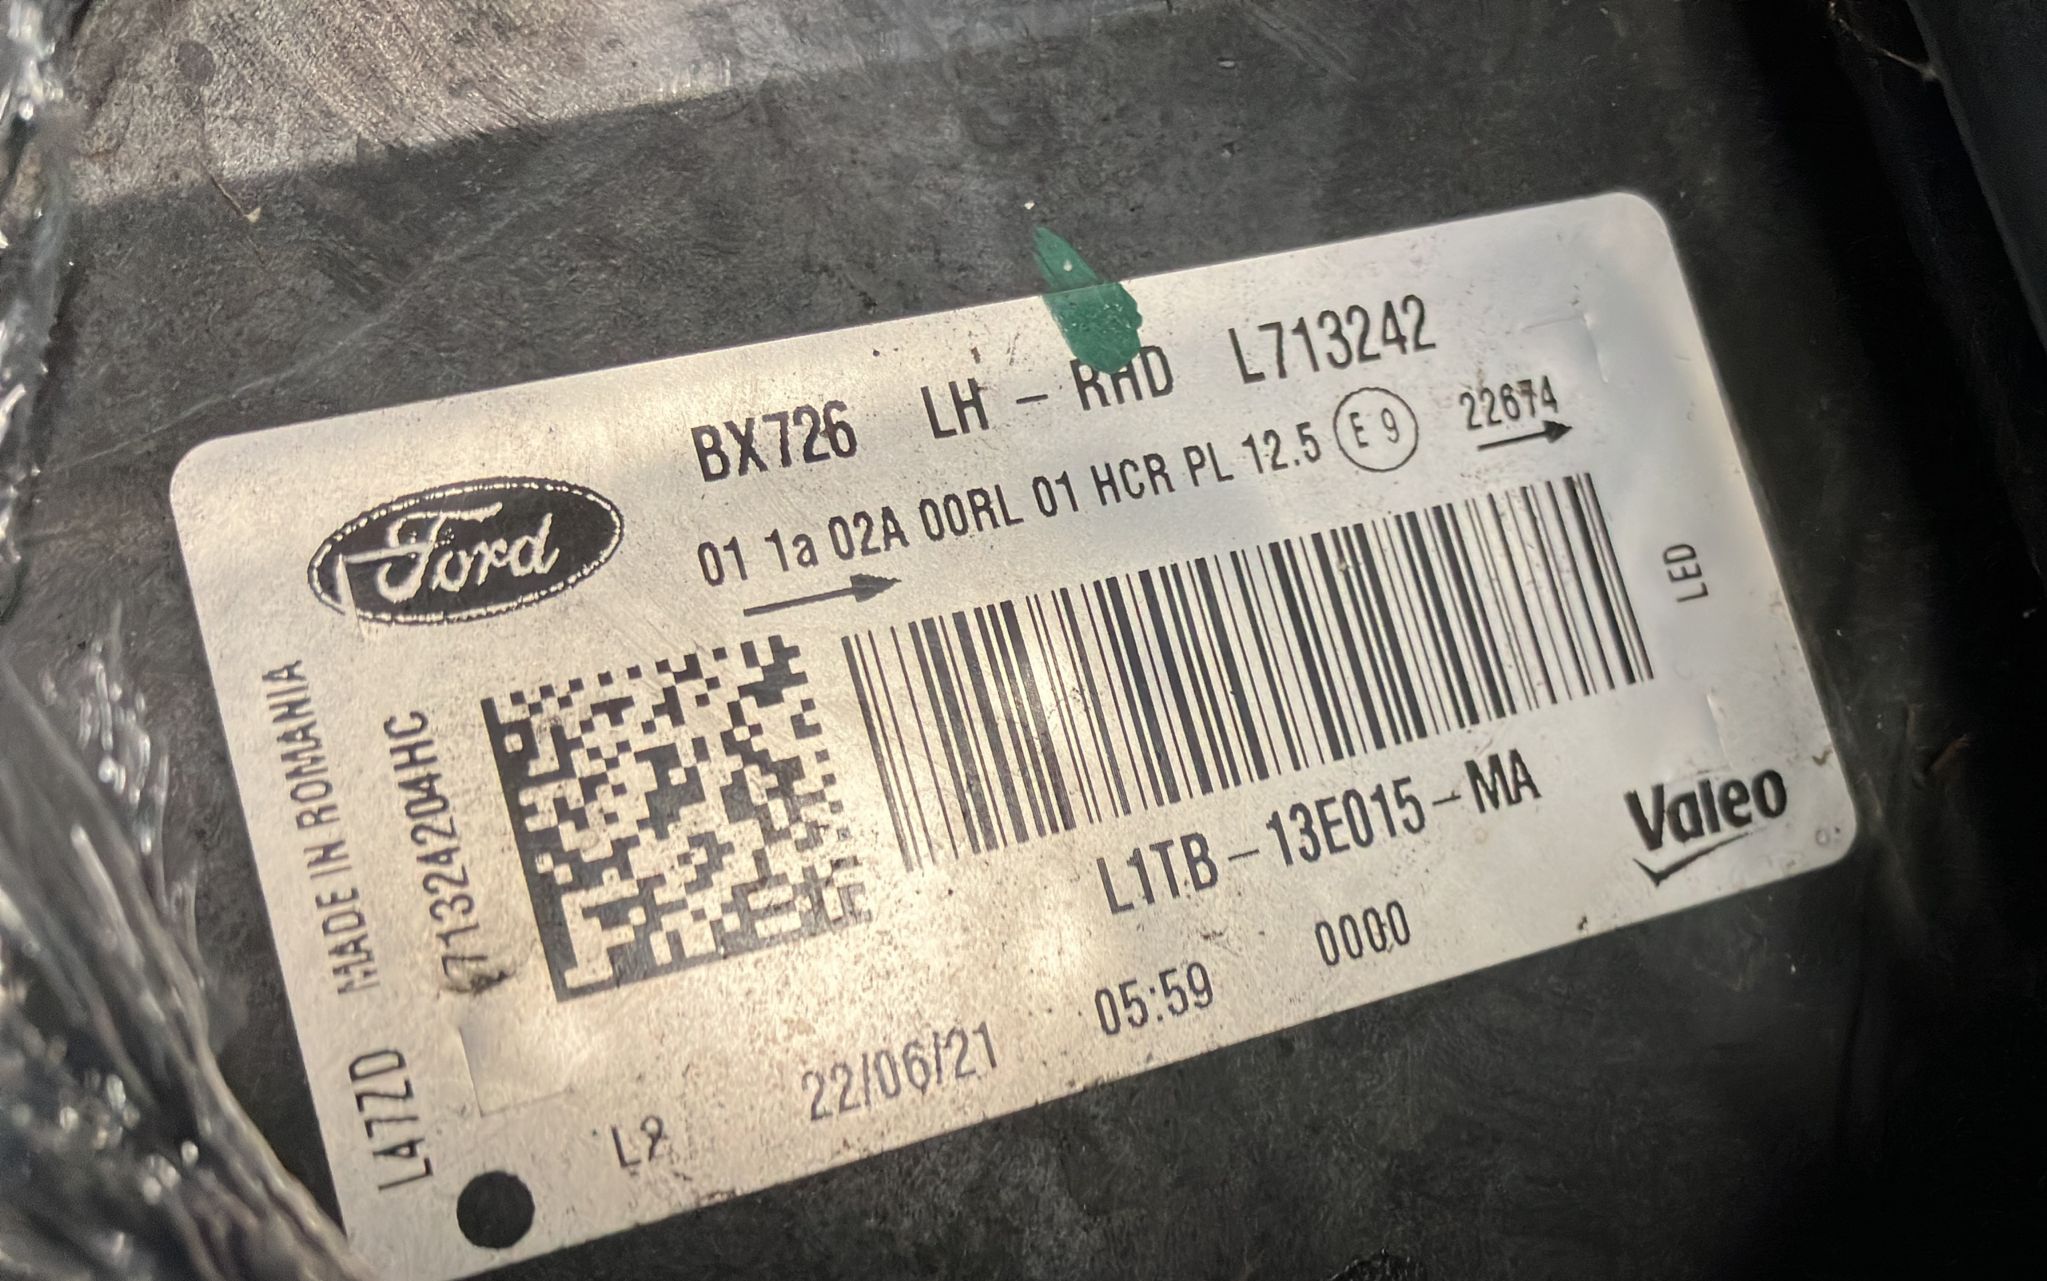 BX726 LH - RHD L713242
Ford
01 1a 02A 00RL 01 HCR PL 12.5 E 9 22674
LED
MADE IN ROMANIA
71324204HC
L1TB - 13E015 - MA
Valeo
L47ZD
L2 22/06/21 05:59 0000